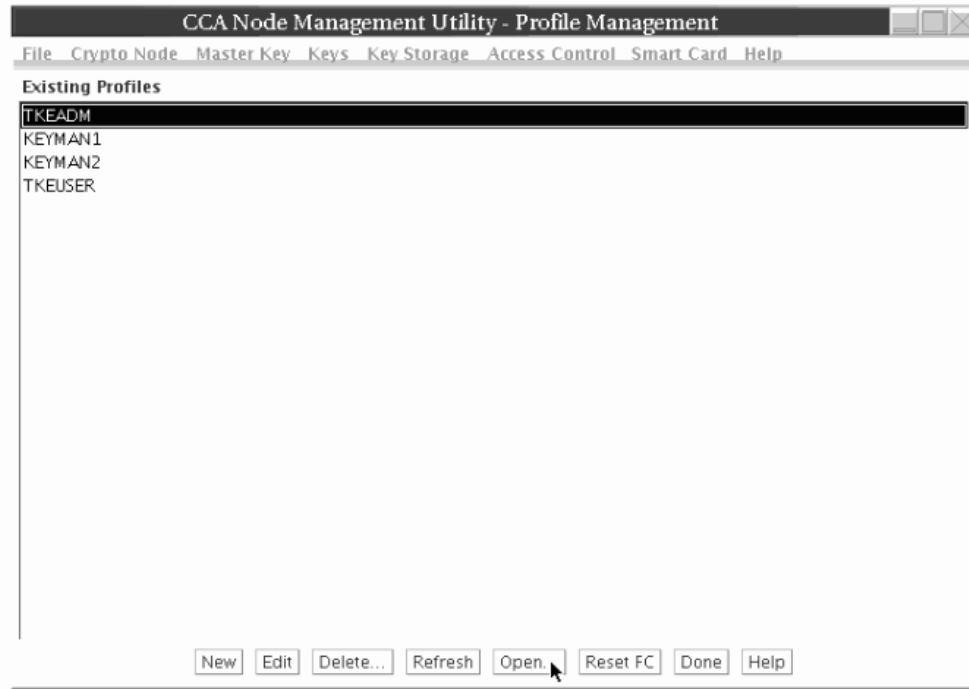 CCA Node Management Utility - Profile Management
File Crypto Node Master Key Keys Key Storage Access Control Smart Card Help
Existing Profiles
TKEADM
KEYMAN1
KEYMAN2
TKEUSER
New Edit Delete... Refresh Open... Reset FC Done Help